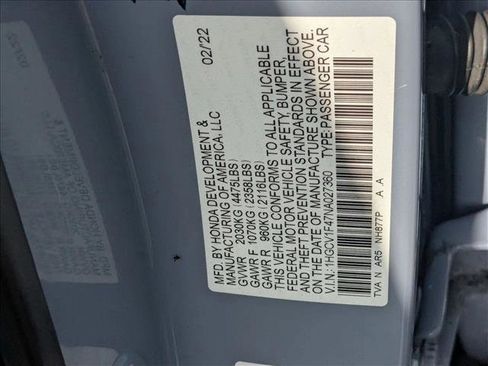 MFD. BY HONDA DEVELOPMENT & 02/22
MANUFACTURING OF AMERICA, LLC
GVWR 2030KG (4475LBS)
GAWR F 1070KG (2358LBS)
GAWR R 960KG (2116LBS)
THIS VEHICLE CONFORMS TO ALL APPLICABLE
FEDERAL MOTOR VEHICLE SAFETY, BUMPER,
AND THEFT PREVENTION STANDARDS IN EFFECT
ON THE DATE OF MANUFACTURE SHOWN ABOVE.
V.I.N.: 1HGCV1F47NA027360 TYPE:PASSENGER CAR
TVA N AR5 NH877P A .A